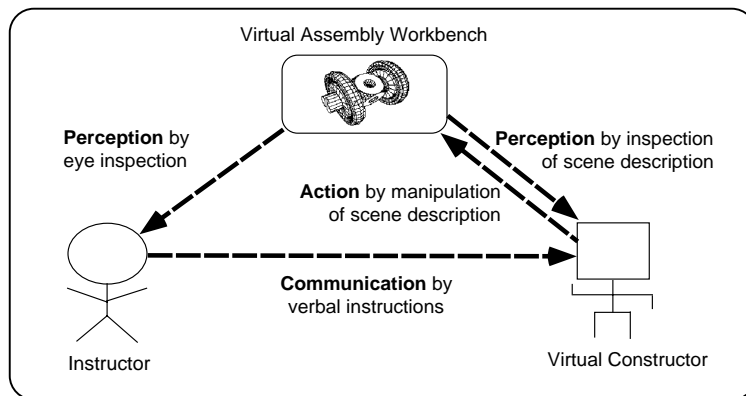 Virtual Assembly Workbench
Perception by
eye inspection
Perception by inspection
of scene description
Action by manipulation
of scene description
Communication by
verbal instructions
Instructor
Virtual Constructor